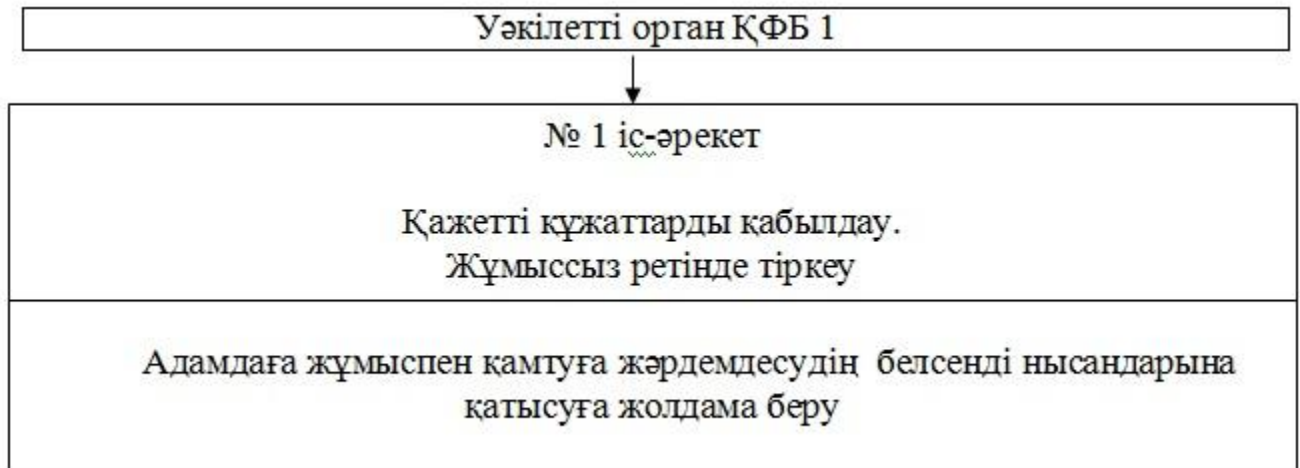 Уәкілетті орган ҚФБ 1
№ 1 іс-әрекет
Қажетті құжаттарды қабылдау.
Жұмыссыз ретінде тіркеу
Адамдаға жұмыспен қамтуға жәрдемдесудің белсенді нысандарына
қатысуға жолдама беру